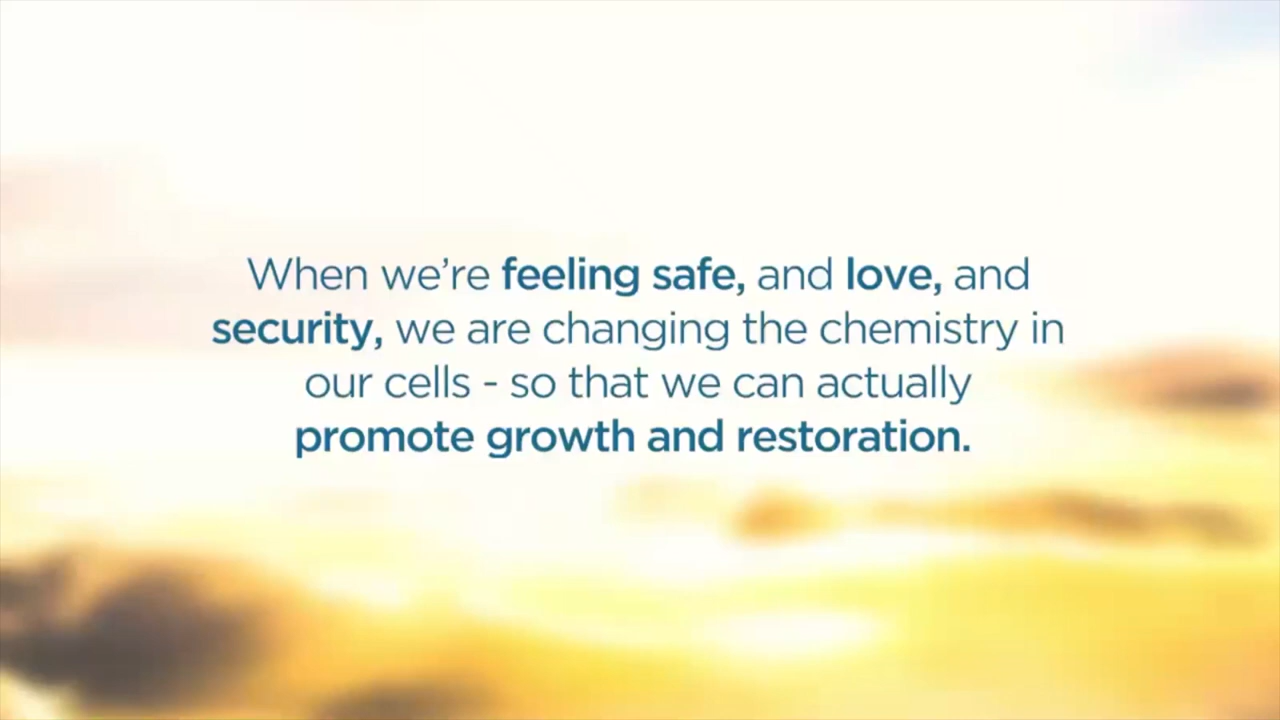 When we’re feeling safe, and love, and
security, we are changing the chemistry in
our cells - so that we can actually
promote growth and restoration.